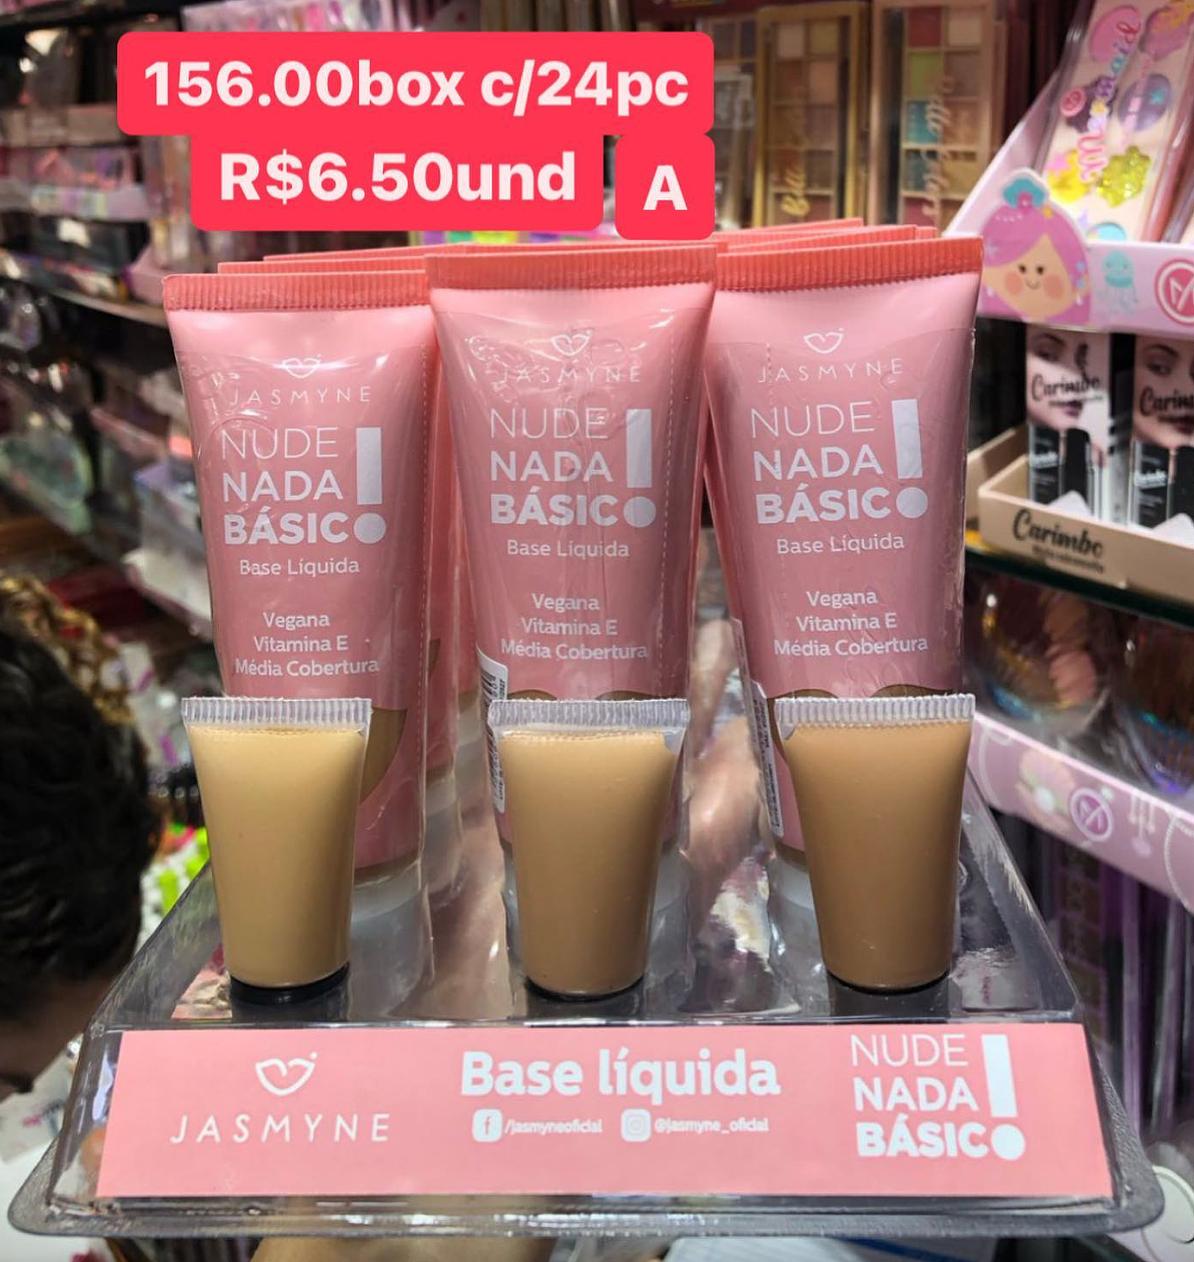 156.00box c/24pc
R$6.50und
A
JASMYNE
NUDE
NADA
BÁSICO!
Base Líquida
Vegana
Vitamina E
Média Cobertura
JASMYNE
NUDE
NADA
BÁSICO!
Base Líquida
Vegana
Vitamina E
Média Cobertura
JASMYNE
NUDE
NADA
BÁSICO!
Base Líquida
Vegana
Vitamina E
Média Cobertura
Carimbo
Carimbo
JASMYNE
Base líquida
/jasmyneoficial
@jasmyne_oficial
NUDE
NADA
BÁSICO!